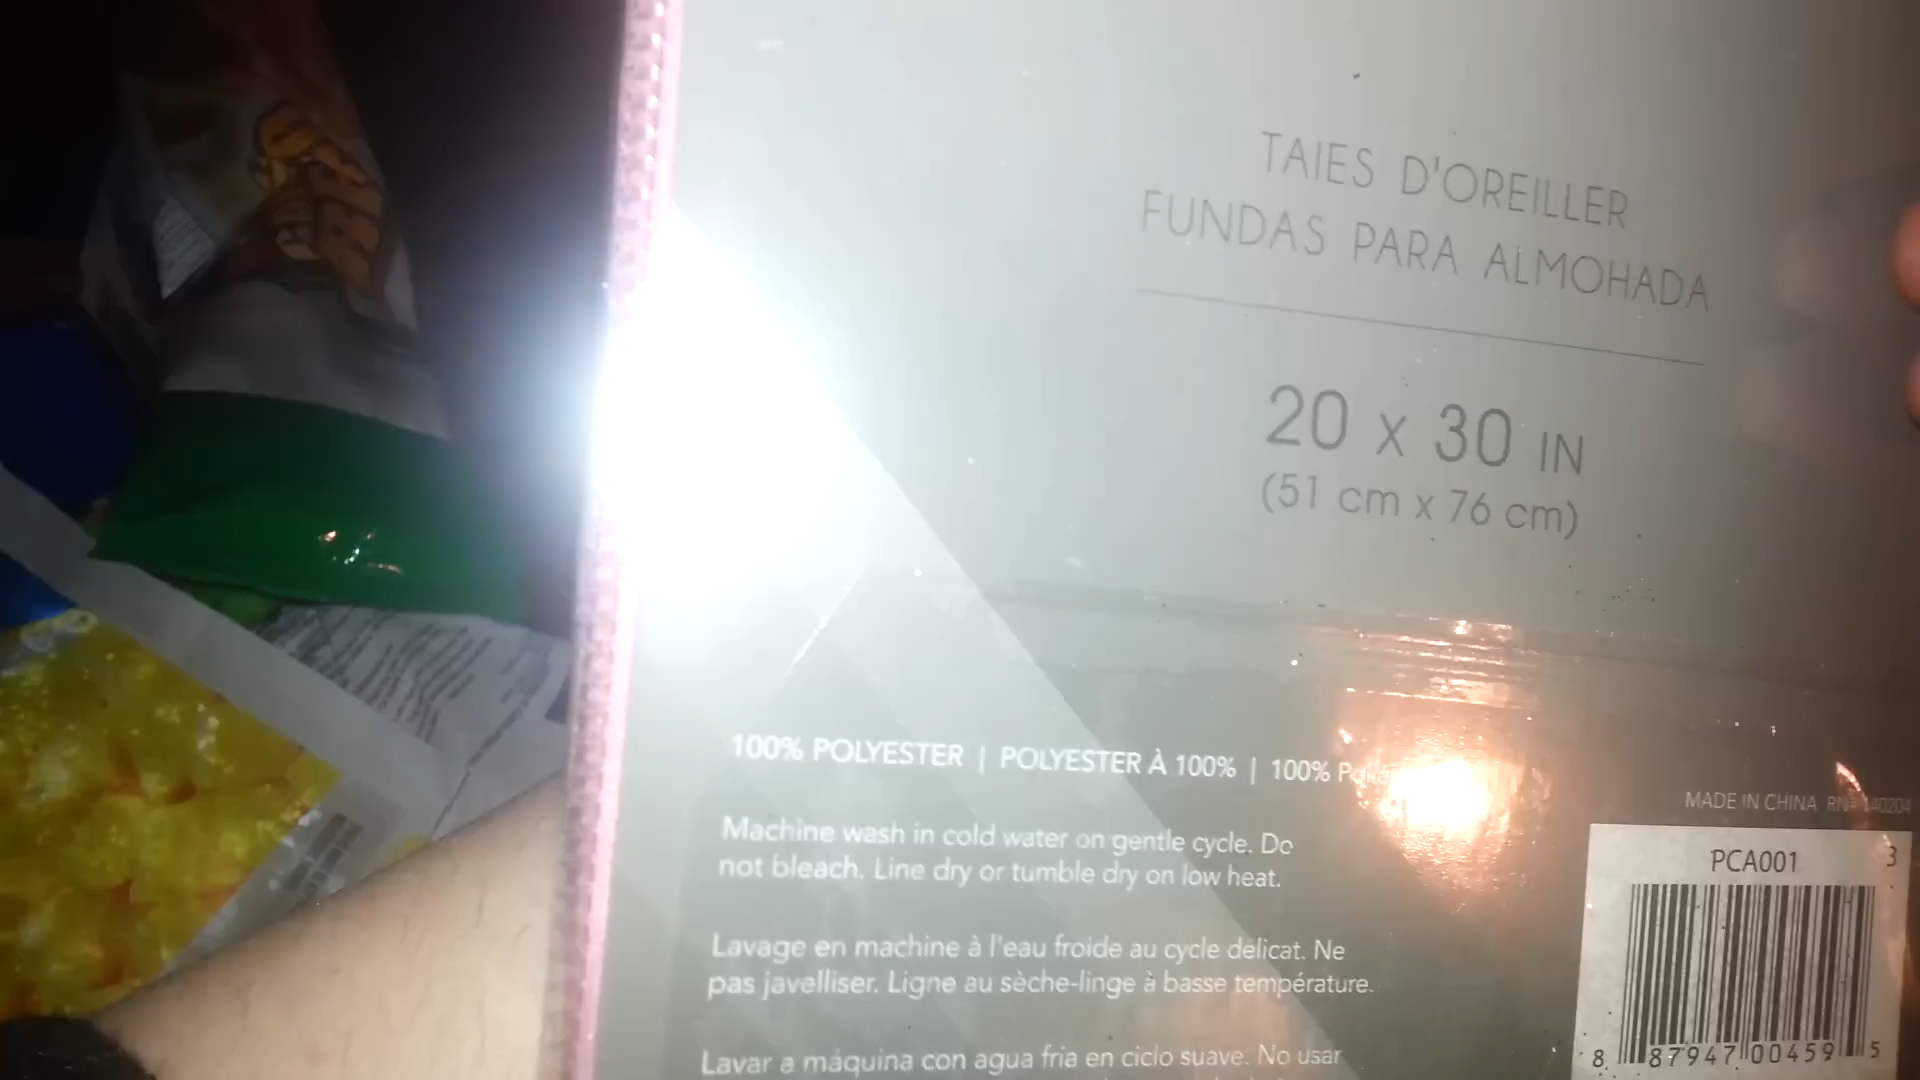 TAIES D'OREILLER
FUNDAS PARA ALMOHADA
20 x 30 IN
(51 cm x 76 cm)
100% POLYESTER | POLYESTER À 100% | 100%
MADE IN CHINA RN#
PCA001
3
Machine wash in cold water on gentle cycle. Do
not bleach. Line dry or tumble dry on low heat.
Lavage en machine à l'eau froide au cycle delicat. Ne
pas javelliser. Ligne au sèche-linge à basse température.
Lavar a máquina con agua fría en ciclo suave. No usar
8 87947 00459 5